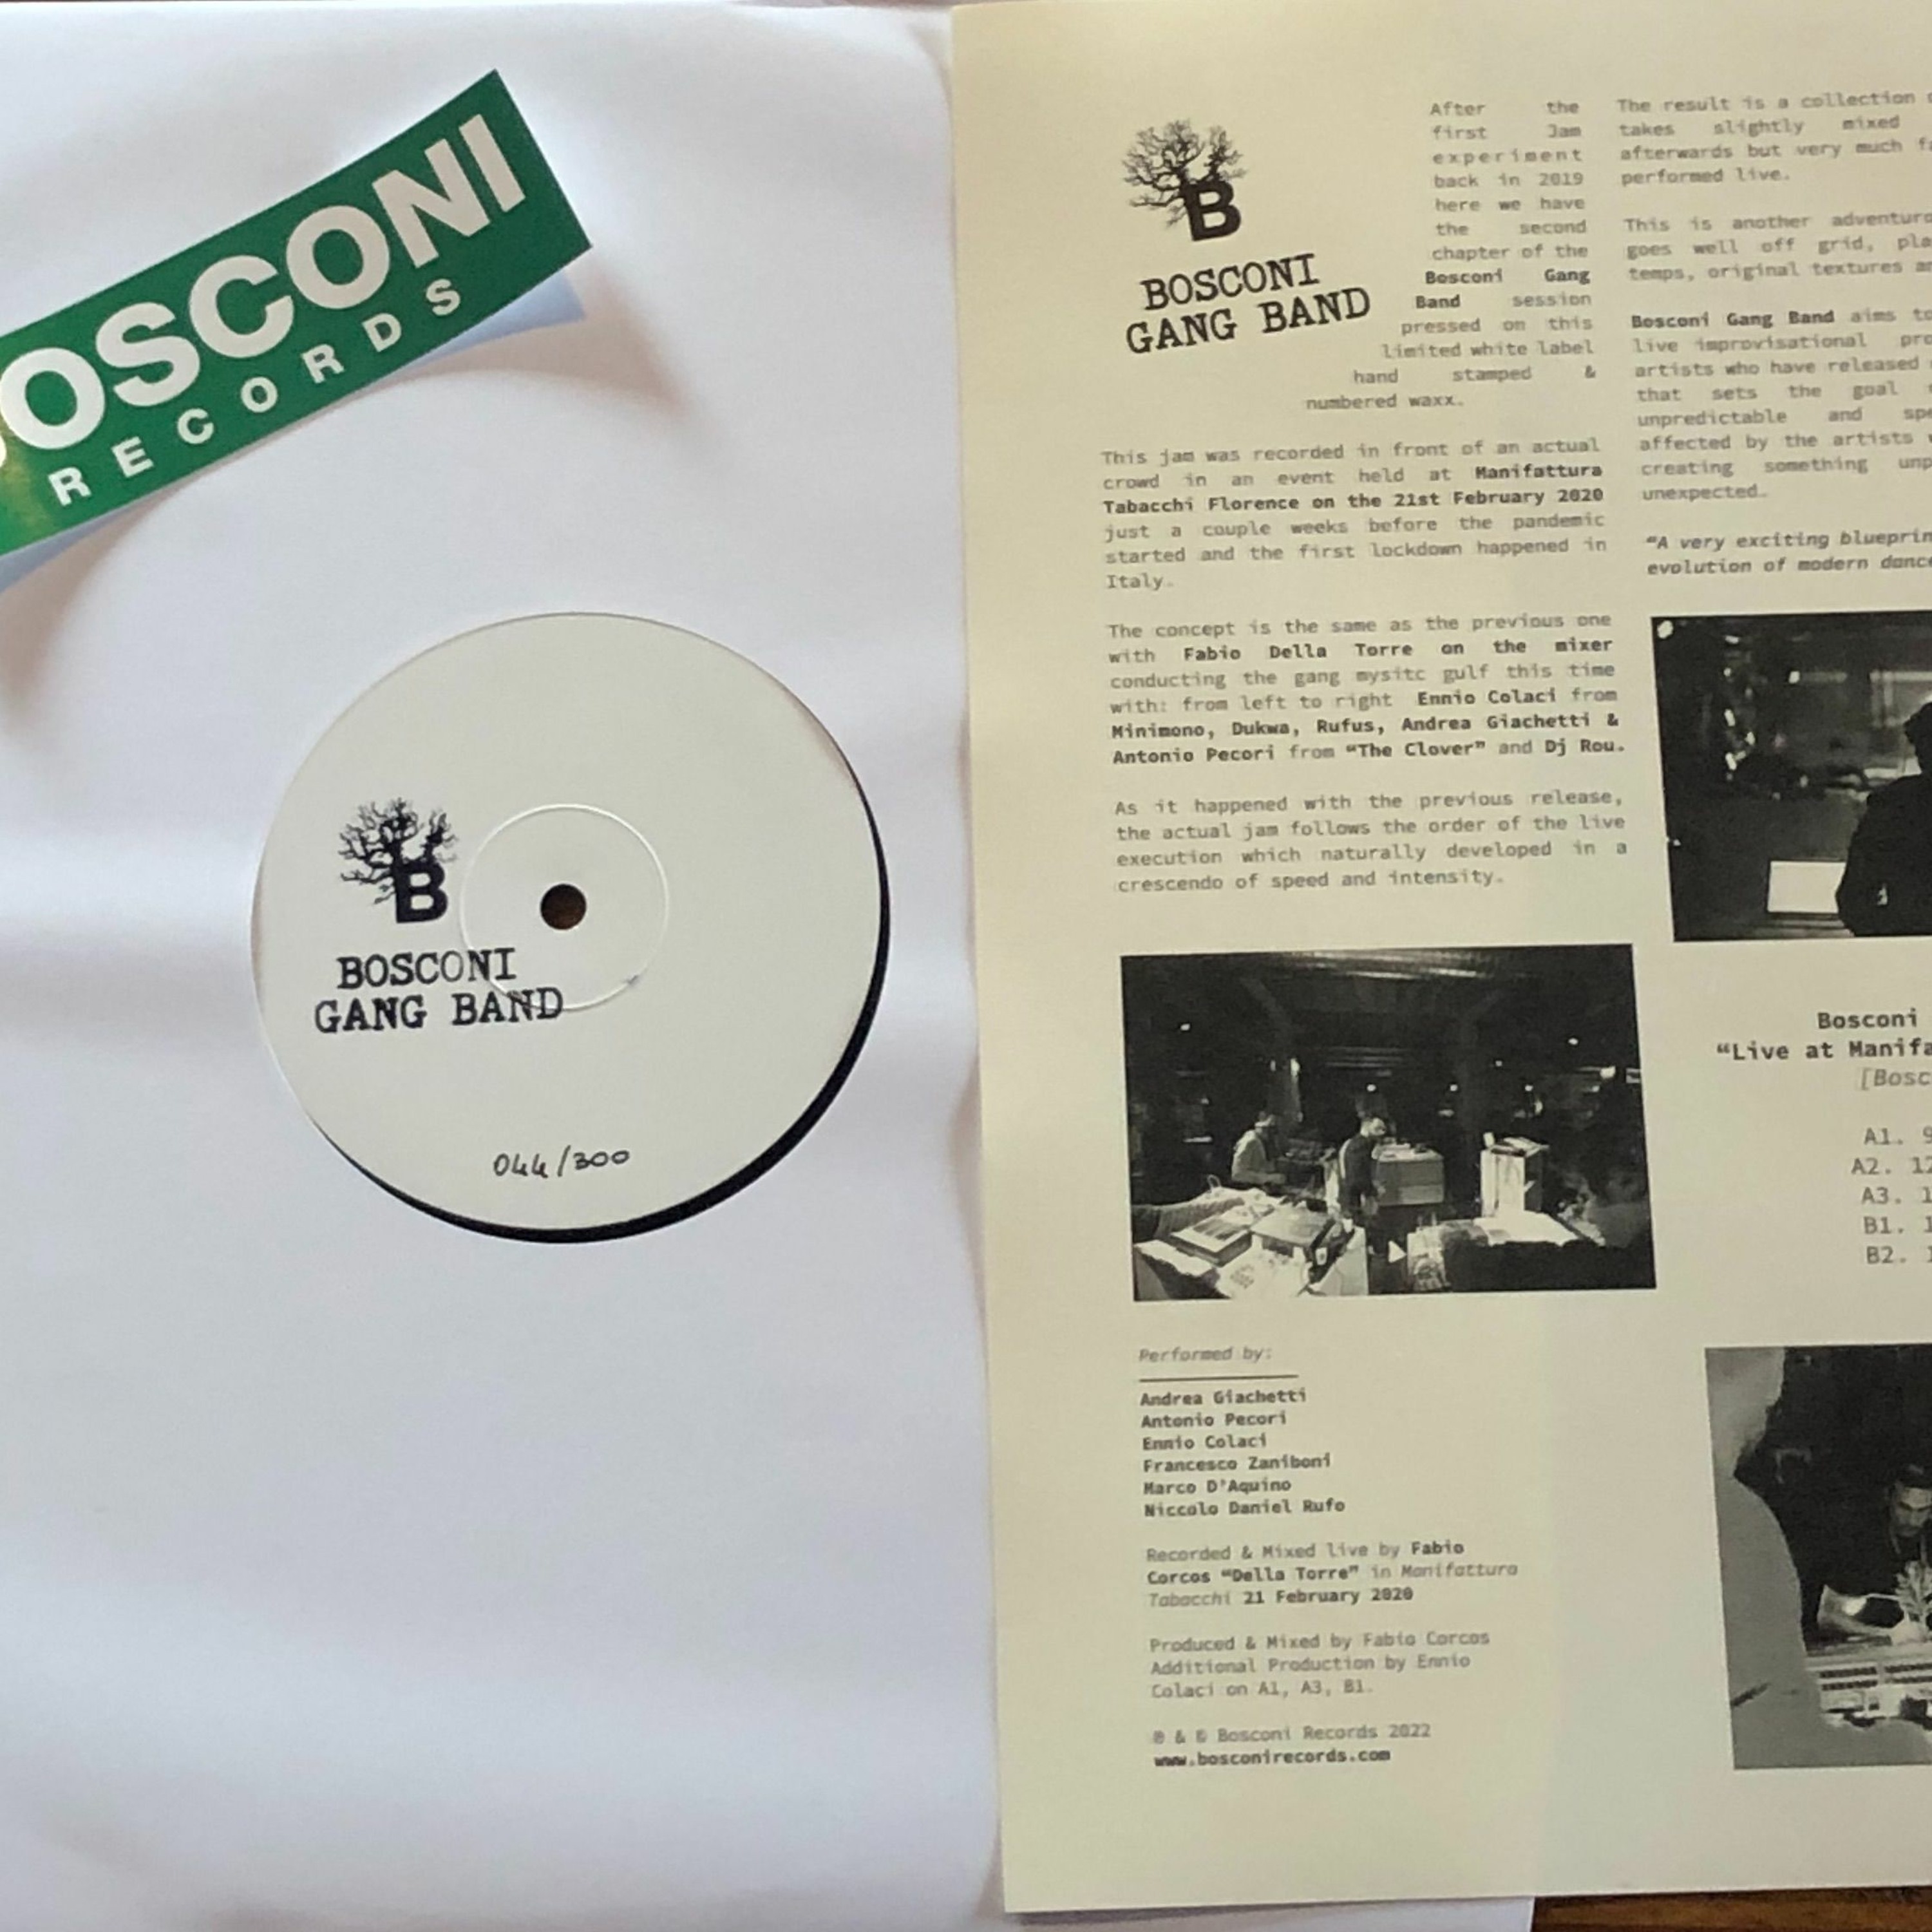 BOSCONI
RECORDS
B
BOSCONI
GANG BAND
044/300
B
BOSCONI
GANG BAND
After the
first Jam
experiment
back in 2019
here we have
the second
chapter of the
Bosconi Gang
Band session
pressed on this
limited white label
hand stamped &
numbered waxx.
This jam was recorded in front of an actual
crowd in an event held at Manifattura
Tabacchi Florence on the 21st February 2020
just a couple weeks before the pandemic
started and the first lockdown happened in
Italy.
The concept is the same as the previous one
with Fabio Della Torre on the mixer
conducting the gang mysitc gulf this time
with: from left to right Ennio Colaci from
Minimono, Dukwa, Rufus, Andrea Giachetti &
Antonio Pecori from “The Clover” and Dj Rou.
As it happened with the previous release,
the actual jam follows the order of the live
execution which naturally developed in a
crescendo of speed and intensity.
Performed by:
Andrea Giachetti
Antonio Pecori
Ennio Colaci
Francesco Zaniboni
Marco D'Aquino
Niccolo Daniel Rufo
Recorded & Mixed live by Fabio
Corcos “Della Torre” in Manifattura
Tabacchi 21 February 2020
Produced & Mixed by Fabio Corcos
Additional Production by Ennio
Colaci on A1, A3, B1.
℗ & © Bosconi Records 2022
www.bosconirecords.com
The result is a collection
takes slightly mixed
afterwards but very much
performed live.
This is another
goes well off grid,
temps, original textures
Bosconi Gang Band aims to
live improvisational
artists who have released
that sets the goal
unpredictable and
affected by the artists
creating something
unexpected.
“A very exciting
evolution of modern
Bosconi
“Live at
A1.
A2.
A3.
B1.
B2.